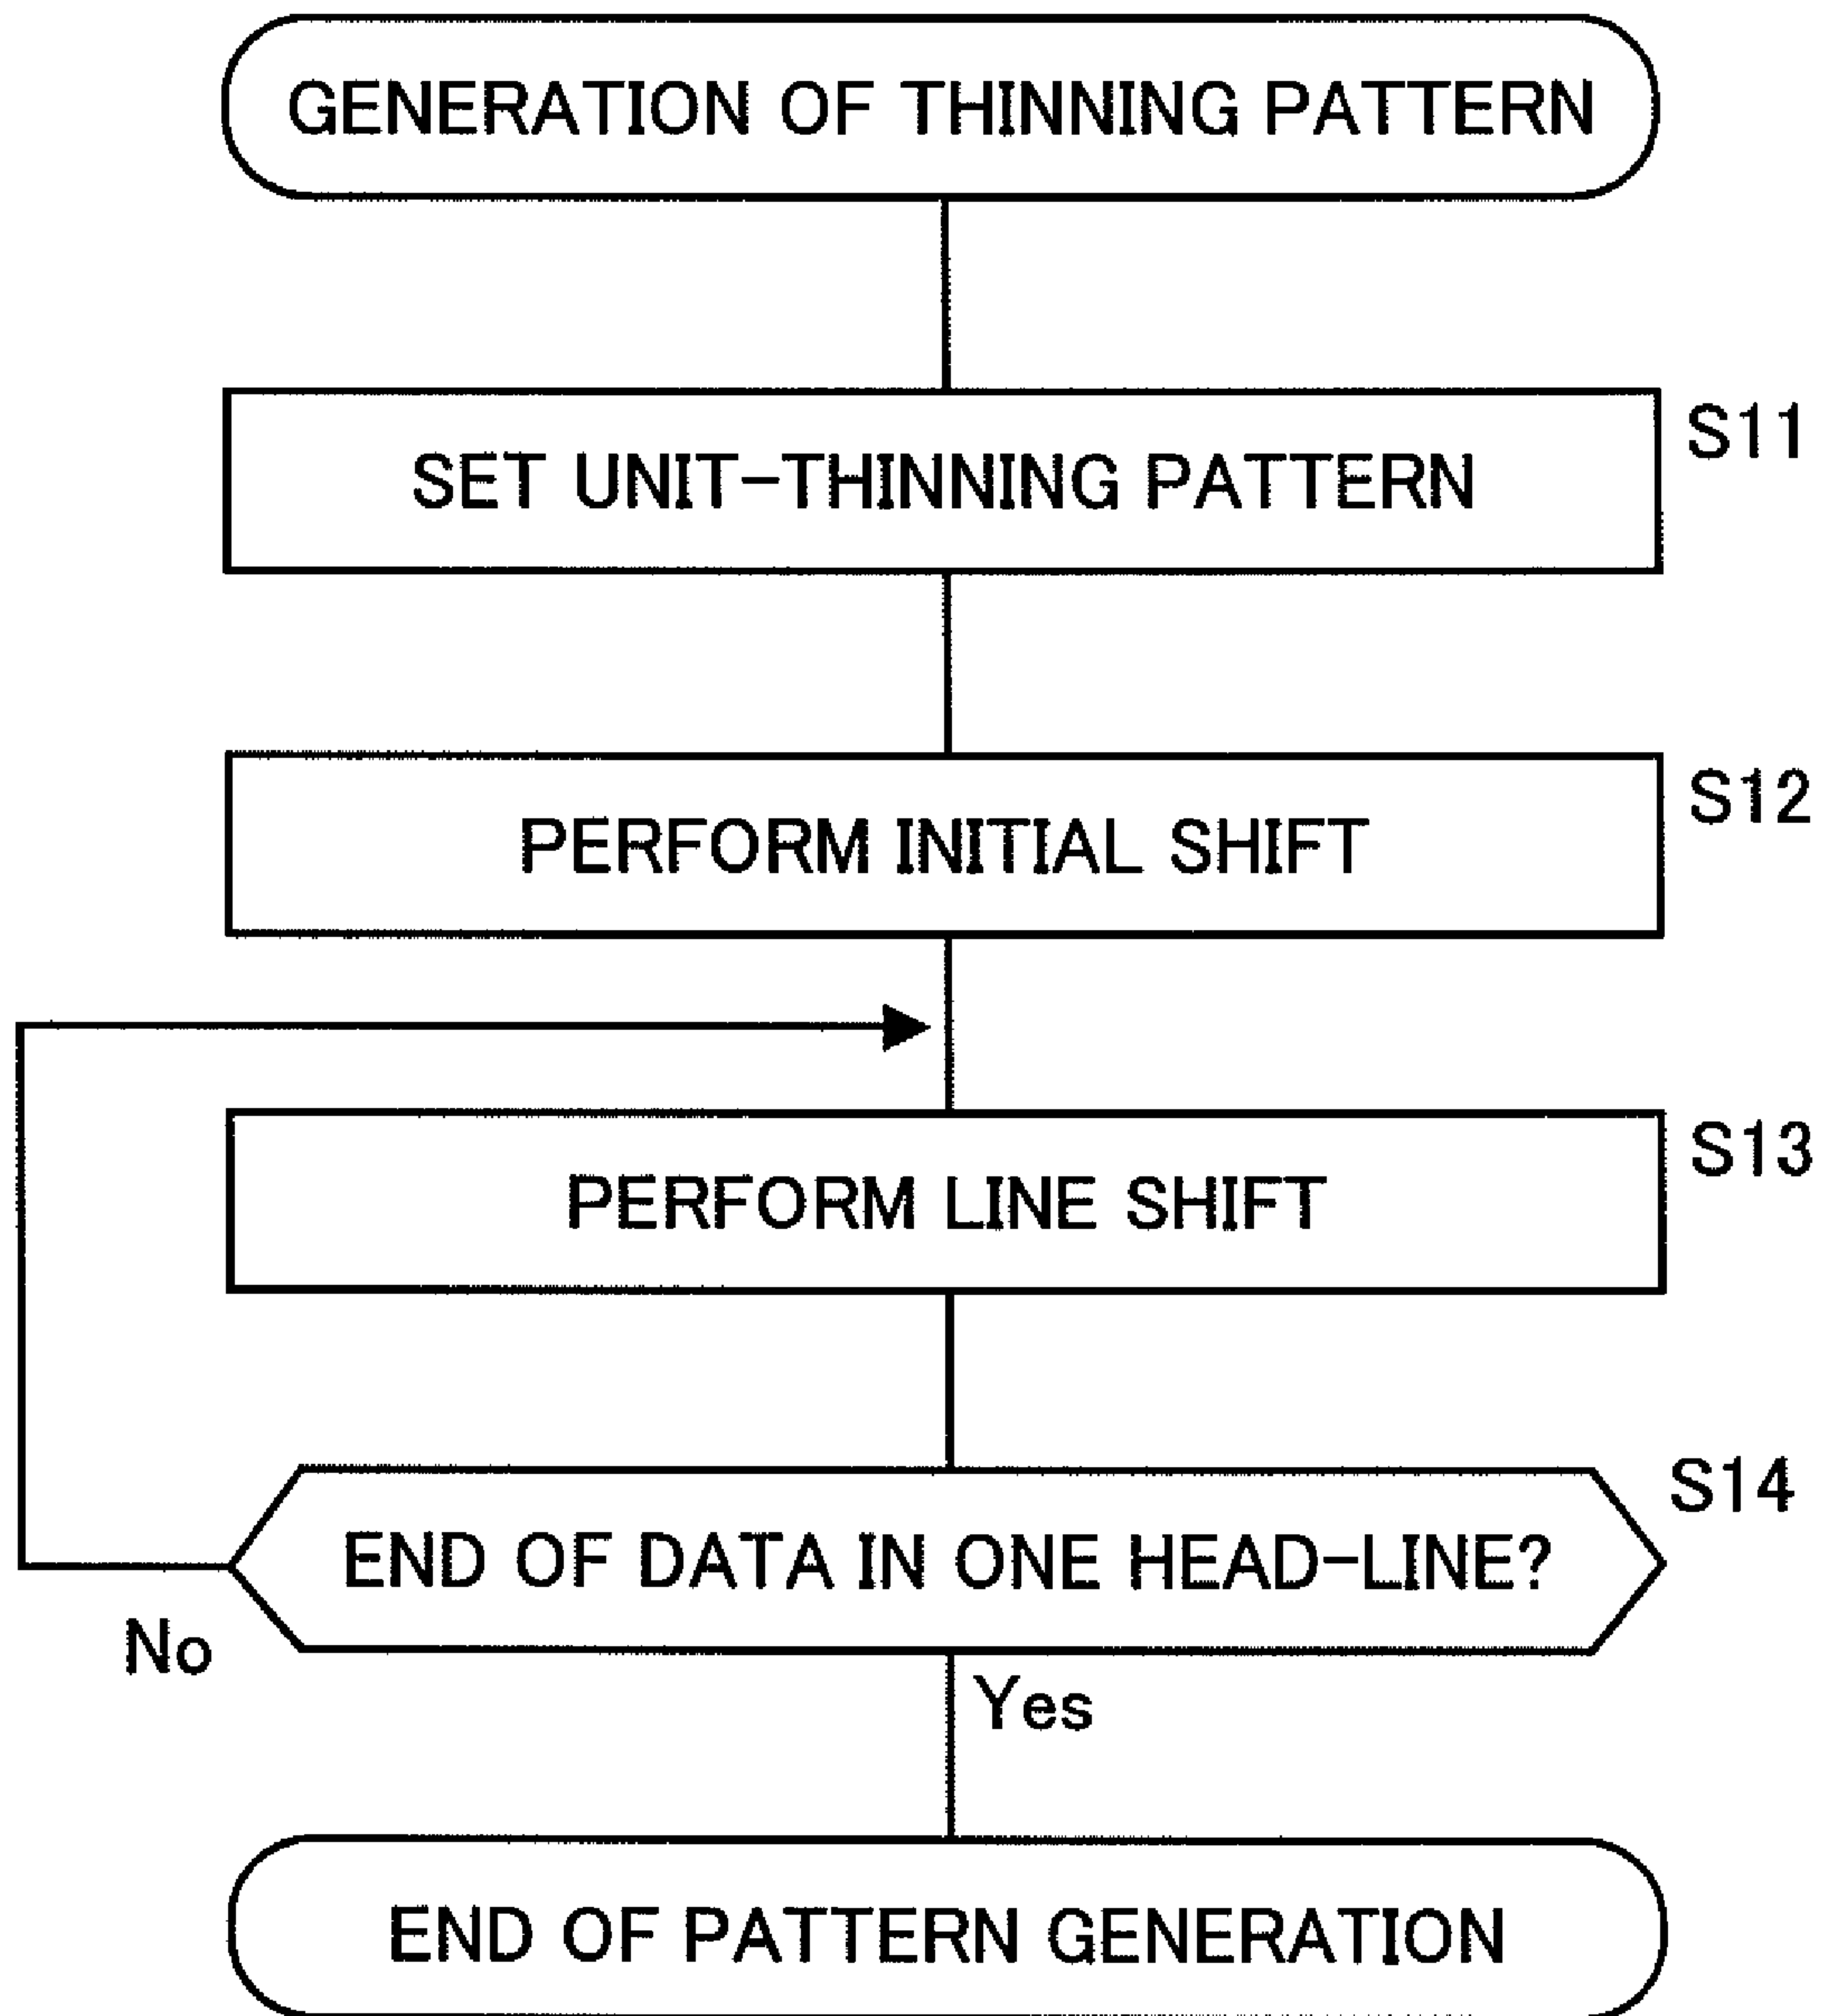 GENERATION OF THINNING PATTERN
S11
SET UNIT-THINNING PATTERN
S12
PERFORM INITIAL SHIFT
S13
PERFORM LINE SHIFT
S14
END OF DATA IN ONE HEAD-LINE?
No
Yes
END OF PATTERN GENERATION